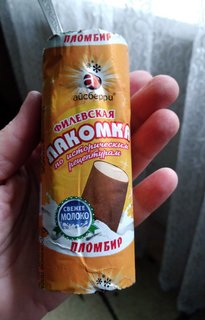 ПЛОМБИР
айсберри
ФИЛЕВСКАЯ
ЛАКОМКА
по историческим
рецептурам
СВЕЖЕЕ
МОЛОКО
ПЛОМБИР